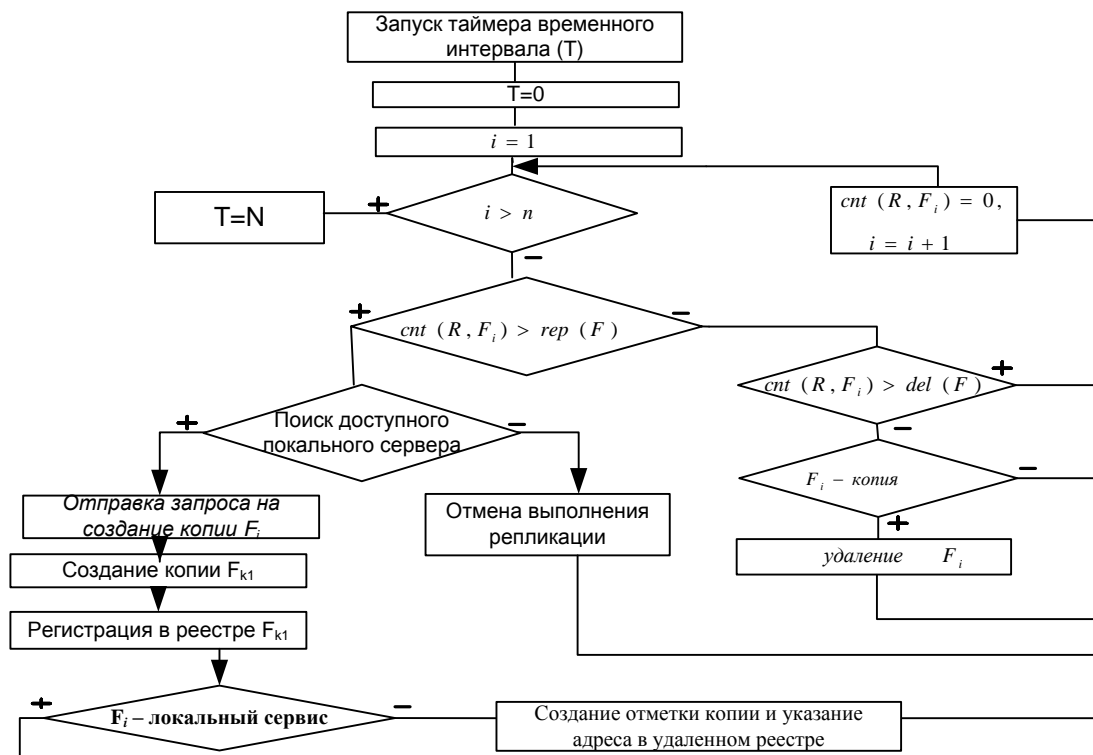 Запуск таймера временного
интервала (T)
T=0
i = 1
+
T=N
i > n
cnt (R, F_i) = 0,
i = i + 1
−
+
cnt (R, F_i) > rep (F)
−
cnt (R, F_i) > del (F)
+
+
Поиск доступного
локального сервера
−
−
F_i − копия
−
Отправка запроса на
создание копии F_i
Отмена выполнения
репликации
+
удаление F_i
Создание копии F_k1
Регистрация в реестре F_k1
+
F_i – локальный сервис
−
Создание отметки копии и указание
адреса в удаленном реестре